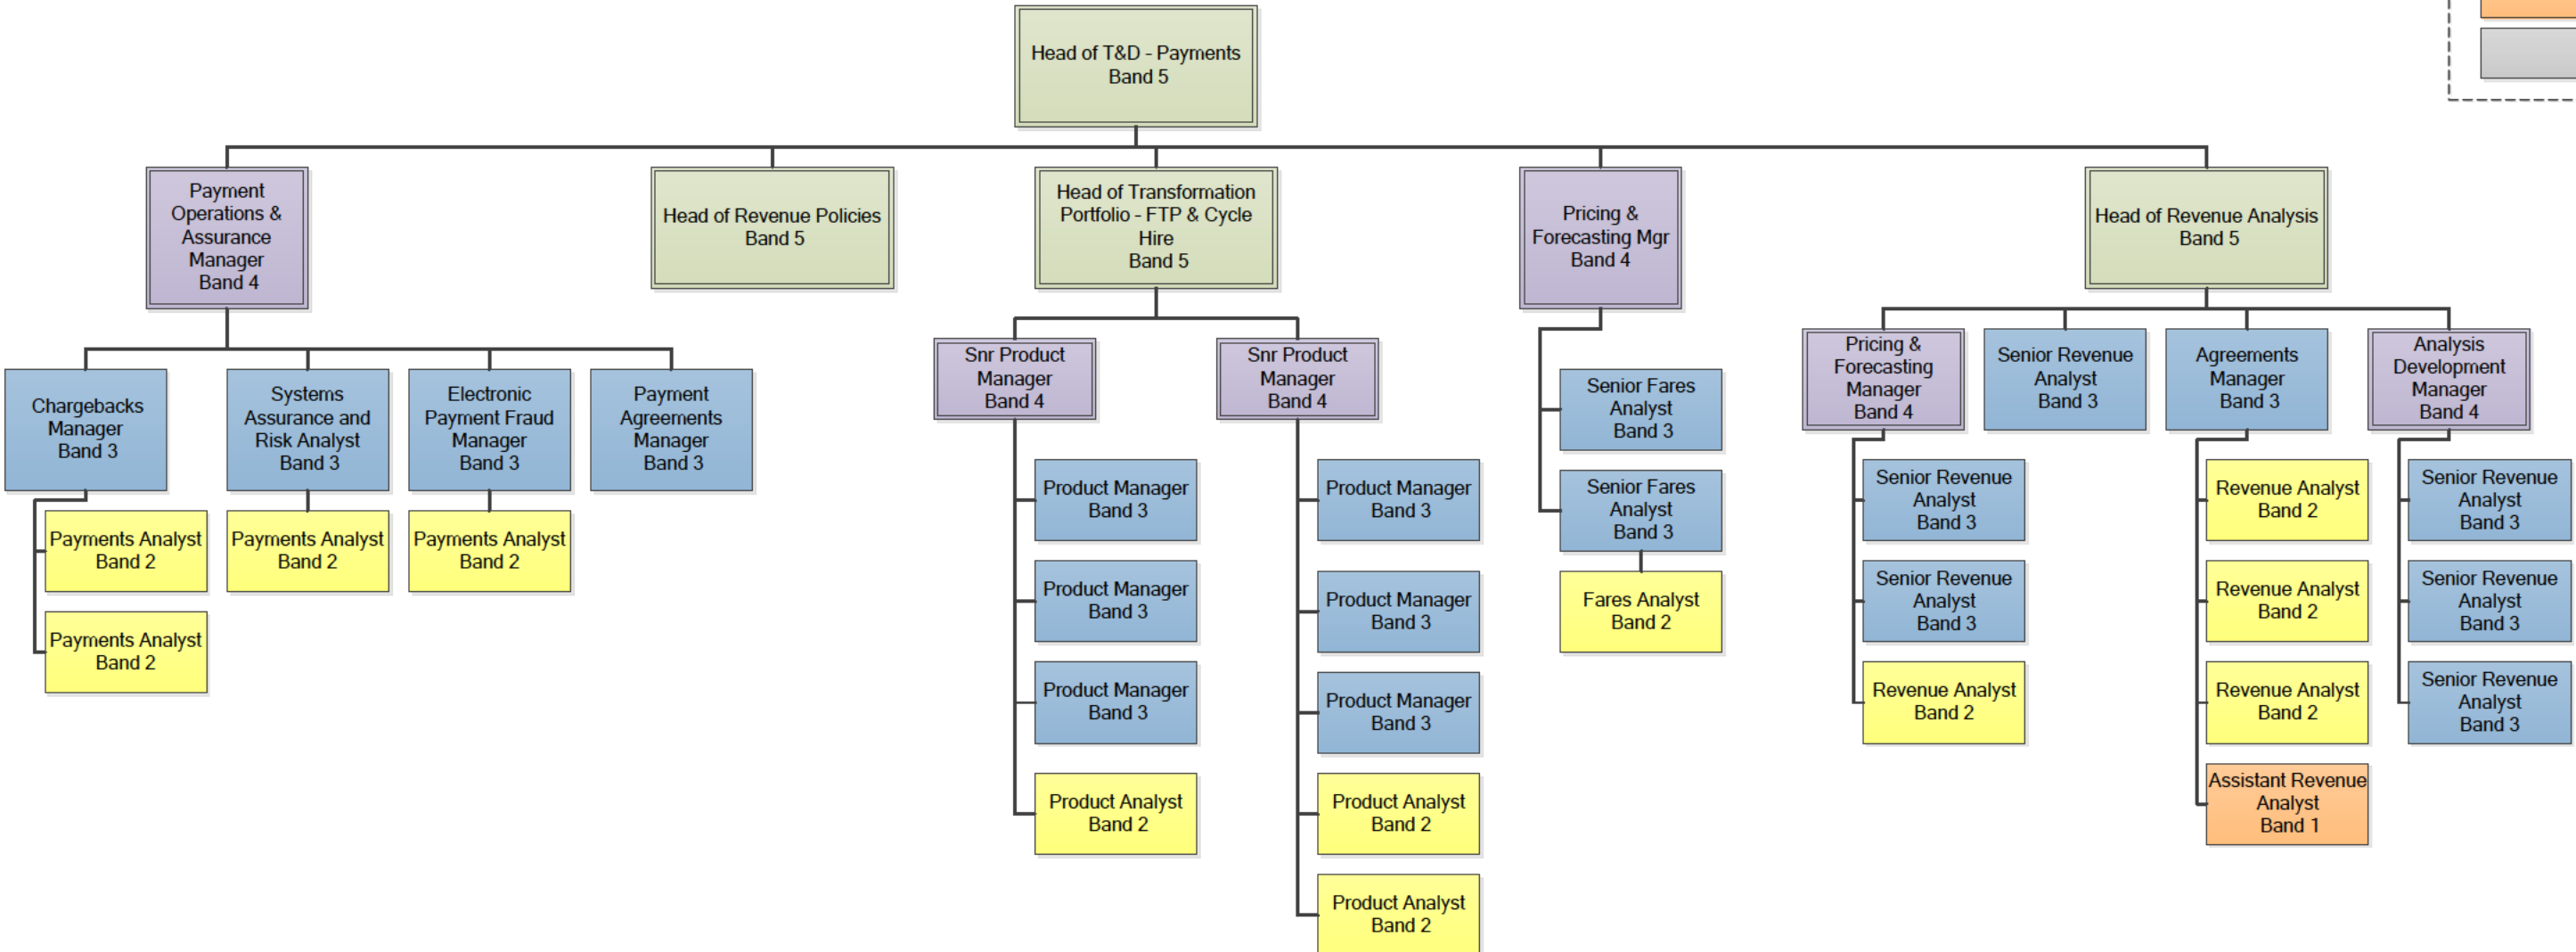 Head of T&D - Payments
Band 5
Payment
Operations &
Assurance
Manager
Band 4
Head of Revenue Policies
Band 5
Head of Transformation
Portfolio - FTP & Cycle
Hire
Band 5
Pricing &
Forecasting Mgr
Band 4
Head of Revenue Analysis
Band 5
Chargebacks
Manager
Band 3
Systems
Assurance and
Risk Analyst
Band 3
Electronic
Payment Fraud
Manager
Band 3
Payment
Agreements
Manager
Band 3
Payments Analyst
Band 2
Payments Analyst
Band 2
Payments Analyst
Band 2
Payments Analyst
Band 2
Snr Product
Manager
Band 4
Snr Product
Manager
Band 4
Product Manager
Band 3
Product Manager
Band 3
Product Manager
Band 3
Product Analyst
Band 2
Product Manager
Band 3
Product Manager
Band 3
Product Manager
Band 3
Product Analyst
Band 2
Product Analyst
Band 2
Senior Fares
Analyst
Band 3
Senior Fares
Analyst
Band 3
Fares Analyst
Band 2
Pricing &
Forecasting
Manager
Band 4
Senior Revenue
Analyst
Band 3
Agreements
Manager
Band 3
Analysis
Development
Manager
Band 4
Senior Revenue
Analyst
Band 3
Senior Revenue
Analyst
Band 3
Revenue Analyst
Band 2
Revenue Analyst
Band 2
Revenue Analyst
Band 2
Revenue Analyst
Band 2
Assistant Revenue
Analyst
Band 1
Senior Revenue
Analyst
Band 3
Senior Revenue
Analyst
Band 3
Senior Revenue
Analyst
Band 3